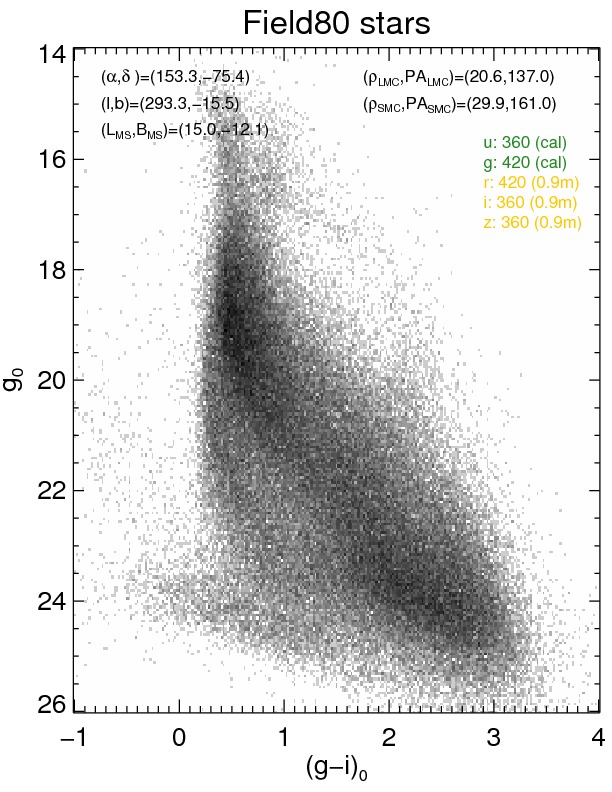 Field80 stars
(α,δ )=(153.3,−75.4)
(ρLMC,PALMC)=(20.6,137.0)
(l,b)=(293.3,−15.5)
(ρSMC,PASMC)=(29.9,161.0)
(LMS,BMS)=(15.0,−12.1)
u: 360 (cal)
g: 420 (cal)
r: 420 (0.9m)
i: 360 (0.9m)
z: 360 (0.9m)
14
16
18
20
22
24
26
g0
−1 0 1 2 3 4
(g−i)0